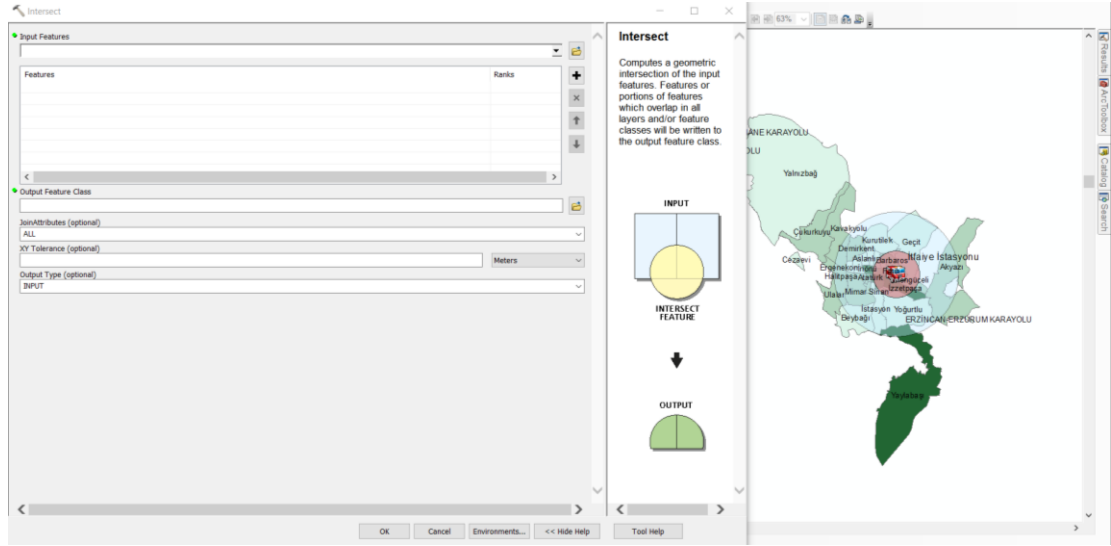 Intersect
Input Features
Features
Ranks
Output Feature Class
JoinAttributes (optional)
ALL
XY Tolerance (optional)
Meters
Output Type (optional)
INPUT
OK
Cancel
Environments...
<< Hide Help
Tool Help
Intersect
Computes a geometric
intersection of the input
features. Features or
portions of features
which overlap in all
layers and/or feature
classes will be written to
the output feature class.
INPUT
INTERSECT
FEATURE
OUTPUT
63%
ANE KARAYOLU
OLU
Yalnızbağ
Çukurkuyu
Kavakyolu
Kurutilek
Geçit
Demirkent
Cezaevi
Aslanlı
Barbaros
İtfaiye İstasyonu
Akyazı
Ergenekon
İnönü
Halitpaşa
Atatürk
Mengüceli
İzzetpaşa
Ulalar
Mimar Sinan
İstasyon
Yoğurtlu
Beybağı
ERZİNCAN-ERZURUM KARAYOLU
Yaylabaşı
Results
ArcToolbox
Catalog
Search